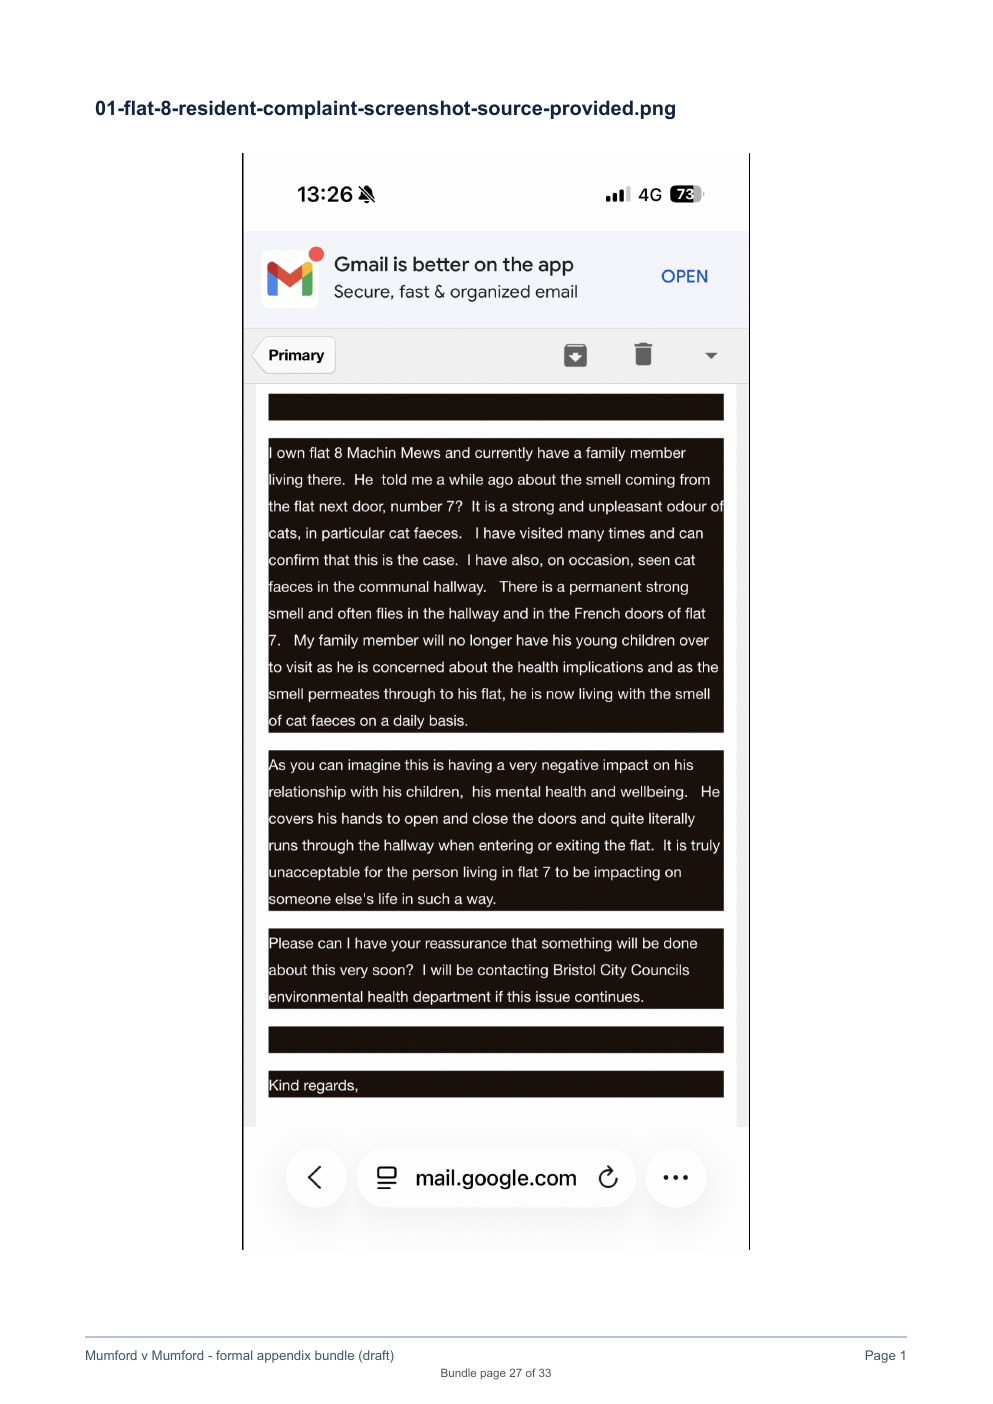 01-flat-8-resident-complaint-screenshot-source-provided.png
13:26
4G 73
Gmail is better on the app
Secure, fast & organized email
OPEN
Primary
I own flat 8 Machin Mews and currently have a family member
living there.  He  told me a while ago about the smell coming from
the flat next door, number 7?  It is a strong and unpleasant odour of
cats, in particular cat faeces.   I have visited many times and can
confirm that this is the case.  I have also, on occasion, seen cat
faeces in the communal hallway.   There is a permanent strong
smell and often flies in the hallway and in the French doors of flat
7.   My family member will no longer have his young children over
to visit as he is concerned about the health implications and as the
smell permeates through to his flat, he is now living with the smell
of cat faeces on a daily basis.
As you can imagine this is having a very negative impact on his
relationship with his children,  his mental health and wellbeing.   He
covers his hands to open and close the doors and quite literally
runs through the hallway when entering or exiting the flat.  It is truly
unacceptable for the person living in flat 7 to be impacting on
someone else's life in such a way.
Please can I have your reassurance that something will be done
about this very soon?  I will be contacting Bristol City Councils
environmental health department if this issue continues.
Kind regards,
mail.google.com
Mumford v Mumford - formal appendix bundle (draft)
Page 1
Bundle page 27 of 33